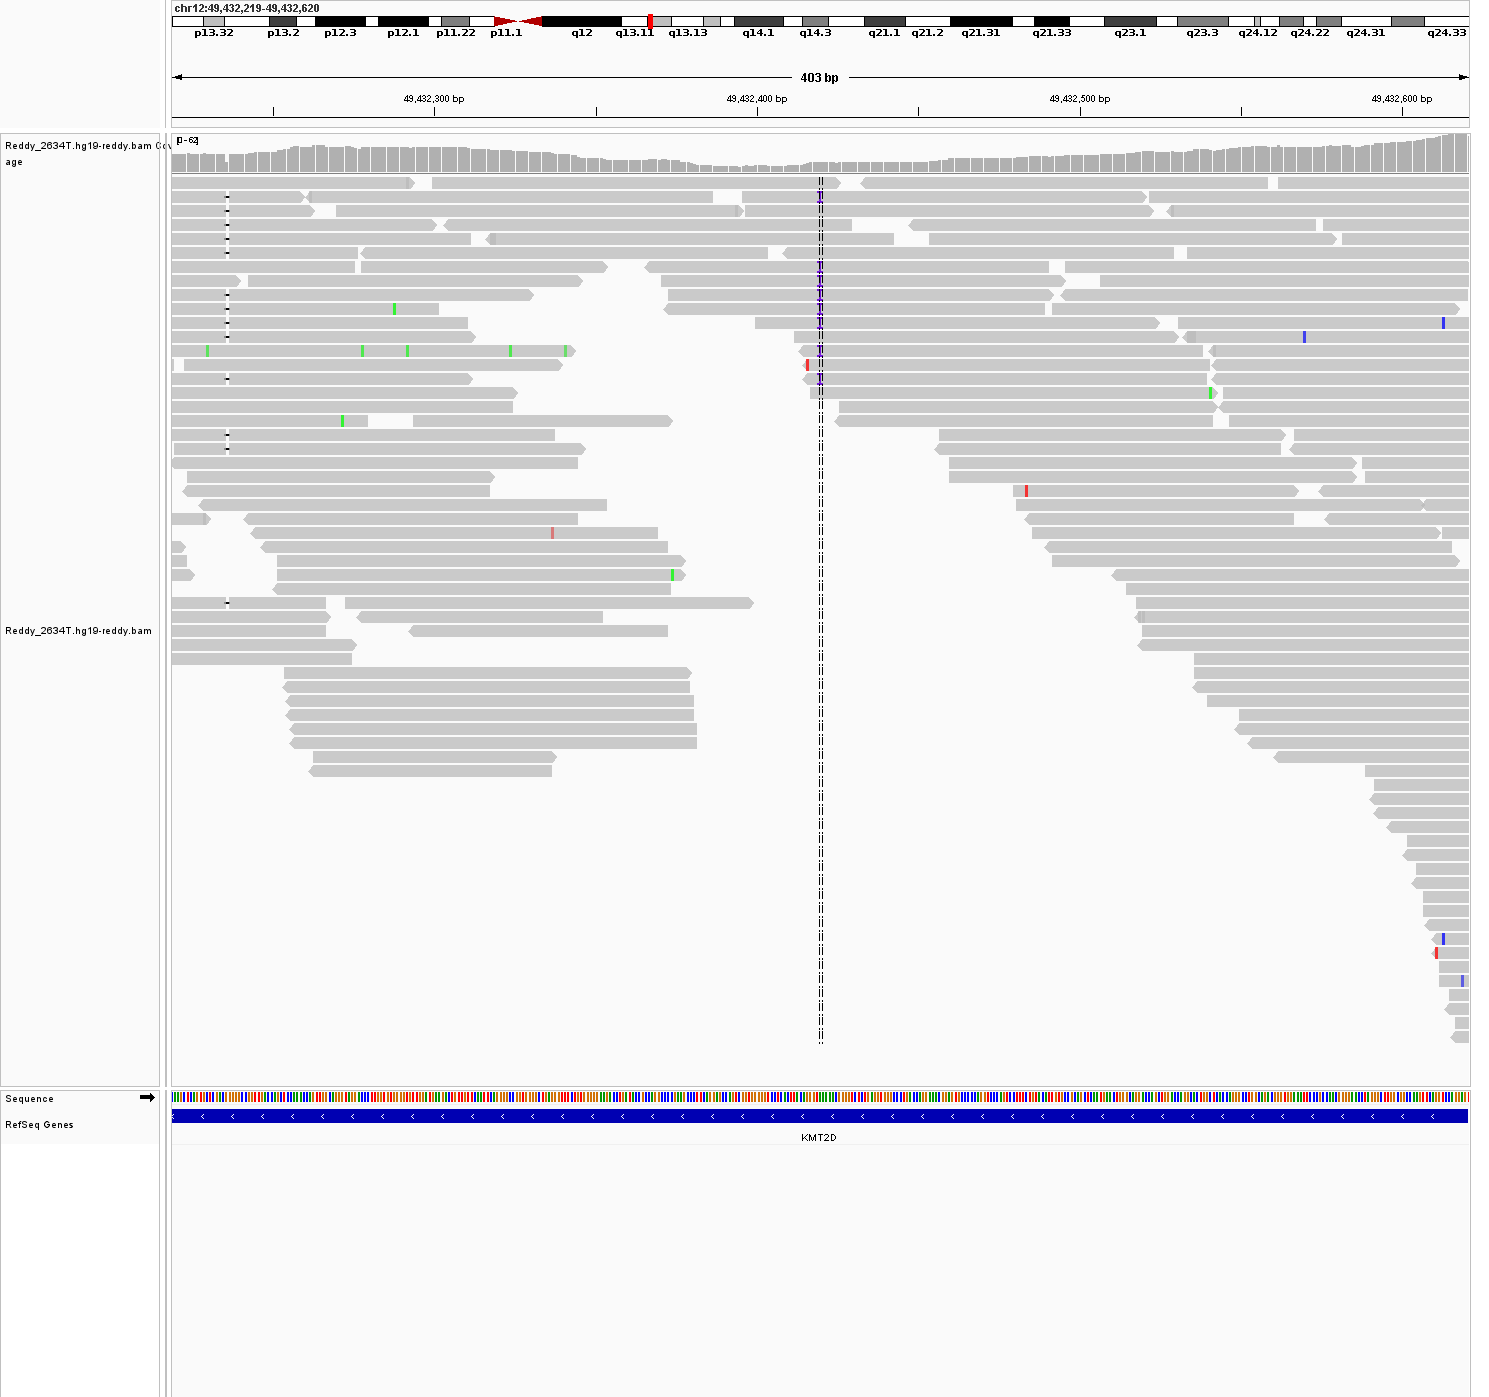 chr12:49,432,219-49,432,620
p13.32 p13.2 p12.3 p12.1 p11.22 p11.1 q12 q13.11 q13.13 q14.1 q14.3 q21.1 q21.2 q21.31 q21.33 q23.1 q23.3 q24.12 q24.22 q24.31 q24.33
403 bp
49,432,300 bp 49,432,400 bp 49,432,500 bp 49,432,600 bp
[0-62]
Reddy_2634T.hg19-reddy.bam Cov
age
Reddy_2634T.hg19-reddy.bam
Sequence
RefSeq Genes
KMT2D